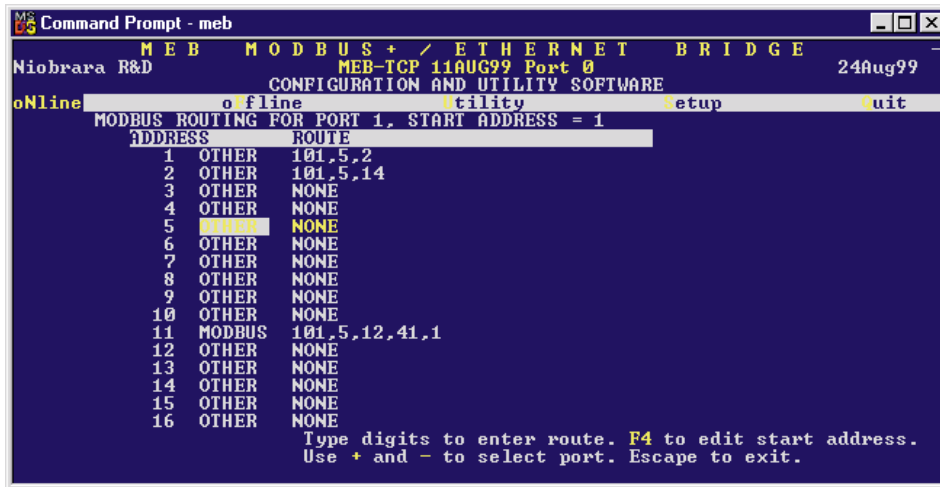 Command Prompt - meb
M E B M O D B U S + / E T H E R N E T B R I D G E
Niobrara R&D MEB-TCP 11AUG99 Port 0 24Aug99
CONFIGURATION AND UTILITY SOFTWARE
oNline oFfline Utility Setup Quit
MODBUS ROUTING FOR PORT 1, START ADDRESS = 1
ADDRESS ROUTE
1 OTHER 101,5,2
2 OTHER 101,5,14
3 OTHER NONE
4 OTHER NONE
5 OTHER NONE
6 OTHER NONE
7 OTHER NONE
8 OTHER NONE
9 OTHER NONE
10 OTHER NONE
11 MODBUS 101,5,12,41,1
12 OTHER NONE
13 OTHER NONE
14 OTHER NONE
15 OTHER NONE
16 OTHER NONE
Type digits to enter route. F4 to edit start address.
Use + and - to select port. Escape to exit.